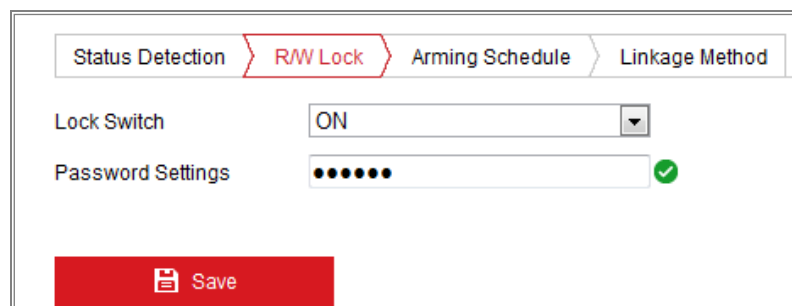 Status Detection R/W Lock Arming Schedule Linkage Method
Lock Switch ON
Password Settings ••••••
Save